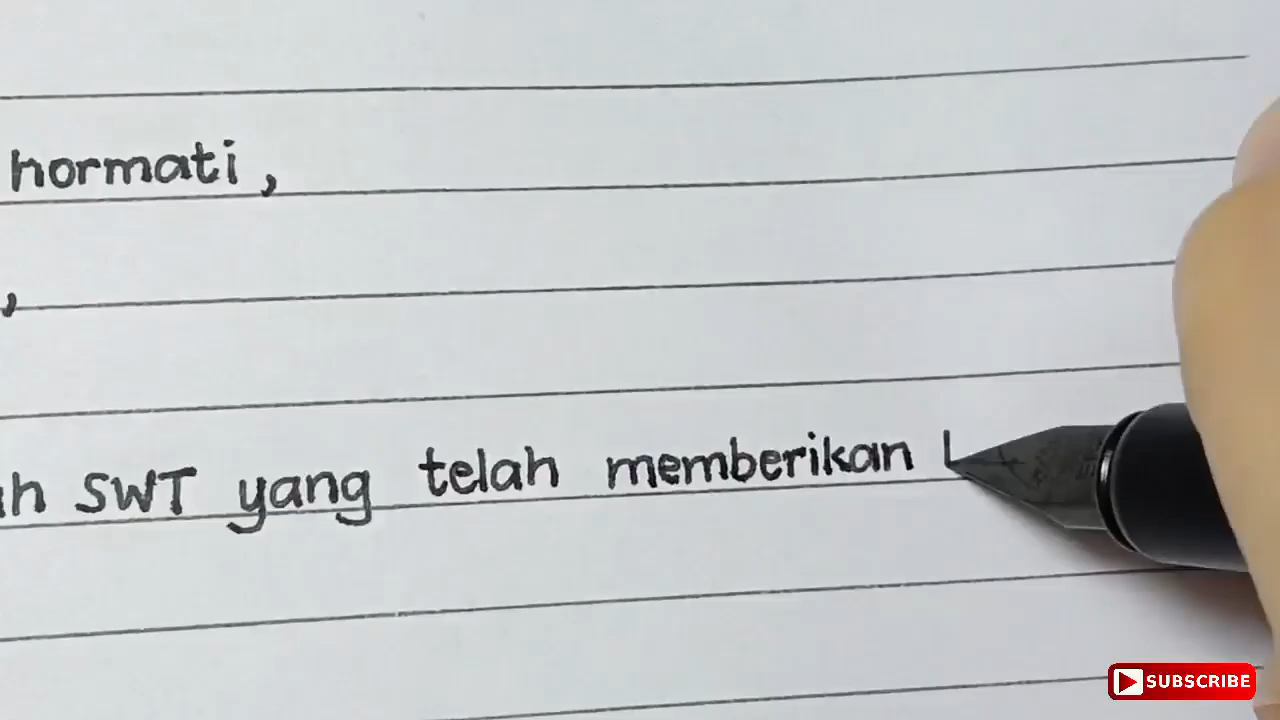 hormati,
,
SWT yang telah memberikan
SUBSCRIBE